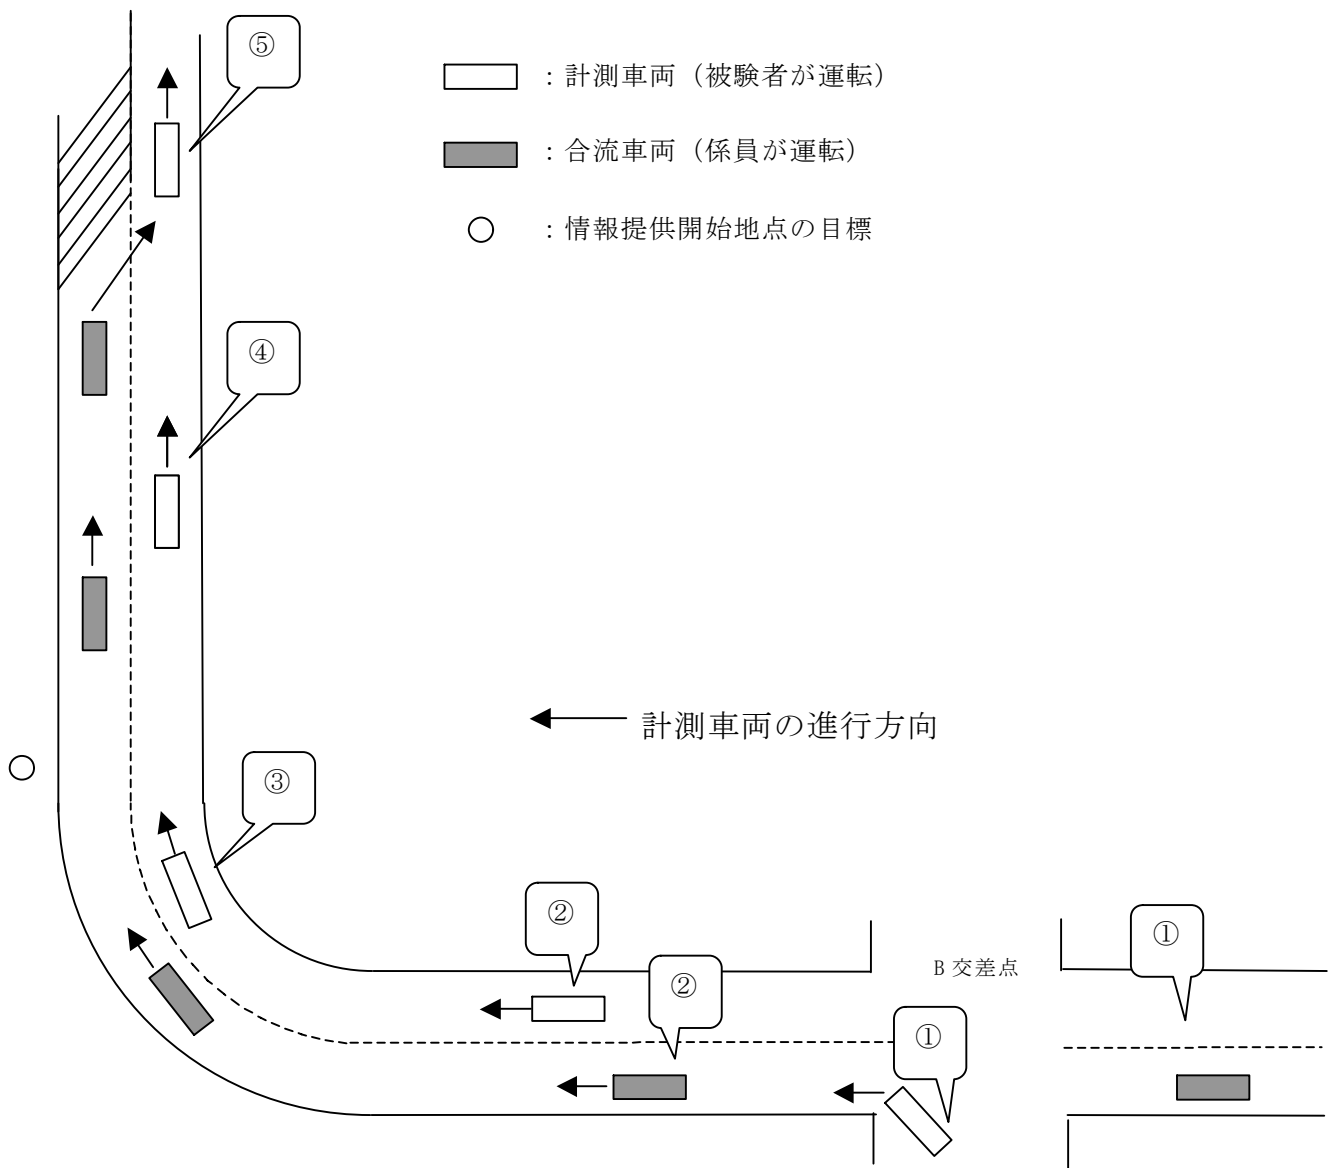 ⑤
：計測車両（被験者が運転）
：合流車両（係員が運転）
：情報提供開始地点の目標
④
計測車両の進行方向
③
②
①
B 交差点
②
①